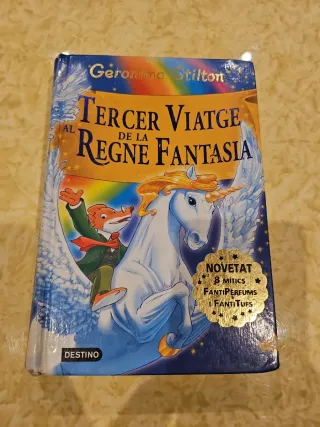 Geronimo Stilton
TERCER VIATGE
AL
DE LA
REGNE FANTASIA
NOVETAT
8 MÍTICS
FANTIPERFUMS
I FANTITUFS
DESTINO